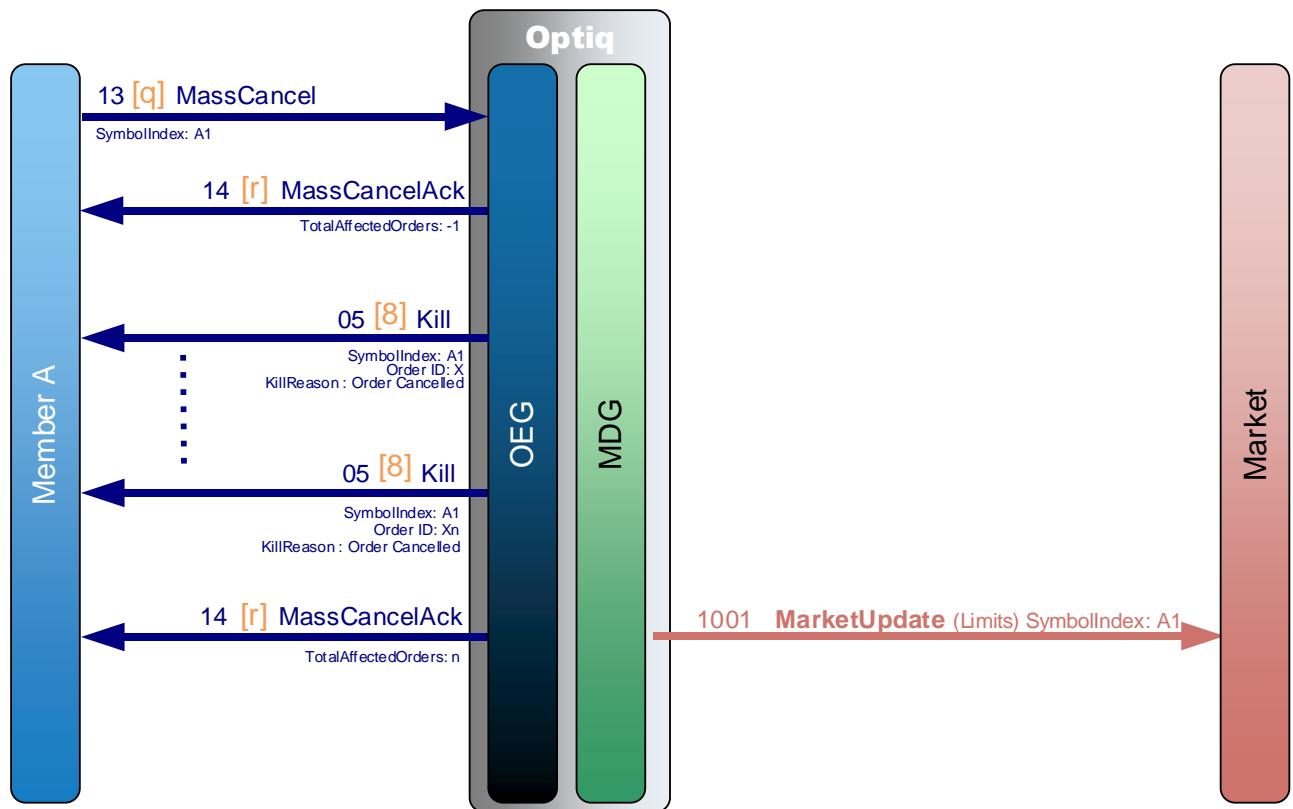 Optiq
13 [q] MassCancel
SymbolIndex: A1
14 [r] MassCancelAck
TotalAffectedOrders: -1
05 [8] Kill
SymbolIndex: A1
Order ID: X
KillReason : Order Cancelled
05 [8] Kill
SymbolIndex: A1
Order ID: Xn
KillReason : Order Cancelled
14 [r] MassCancelAck
TotalAffectedOrders: n
1001 MarketUpdate (Limits) SymbolIndex: A1
Member A
OEG
MDG
Market